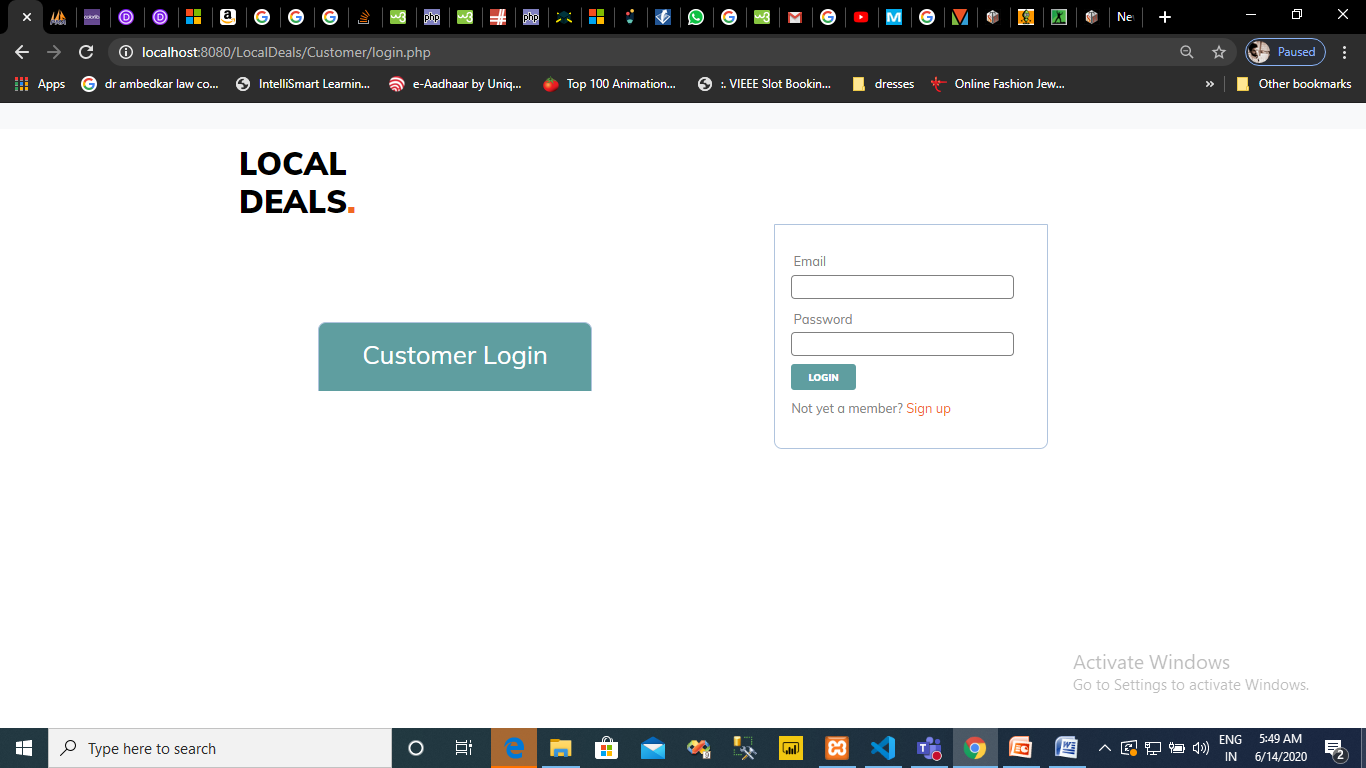 Ne
localhost:8080/LocalDeals/Customer/login.php
Paused
Apps
dr ambedkar law co...
IntelliSmart Learnin...
e-Aadhaar by Uniq...
Top 100 Animation...
:. VIEEE Slot Bookin...
dresses
Online Fashion Jew...
»
Other bookmarks
LOCAL
DEALS.
Customer Login
Email
Password
LOGIN
Not yet a member? Sign up
Activate Windows
Go to Settings to activate Windows.
Type here to search
ENG
IN
5:49 AM
6/14/2020
2